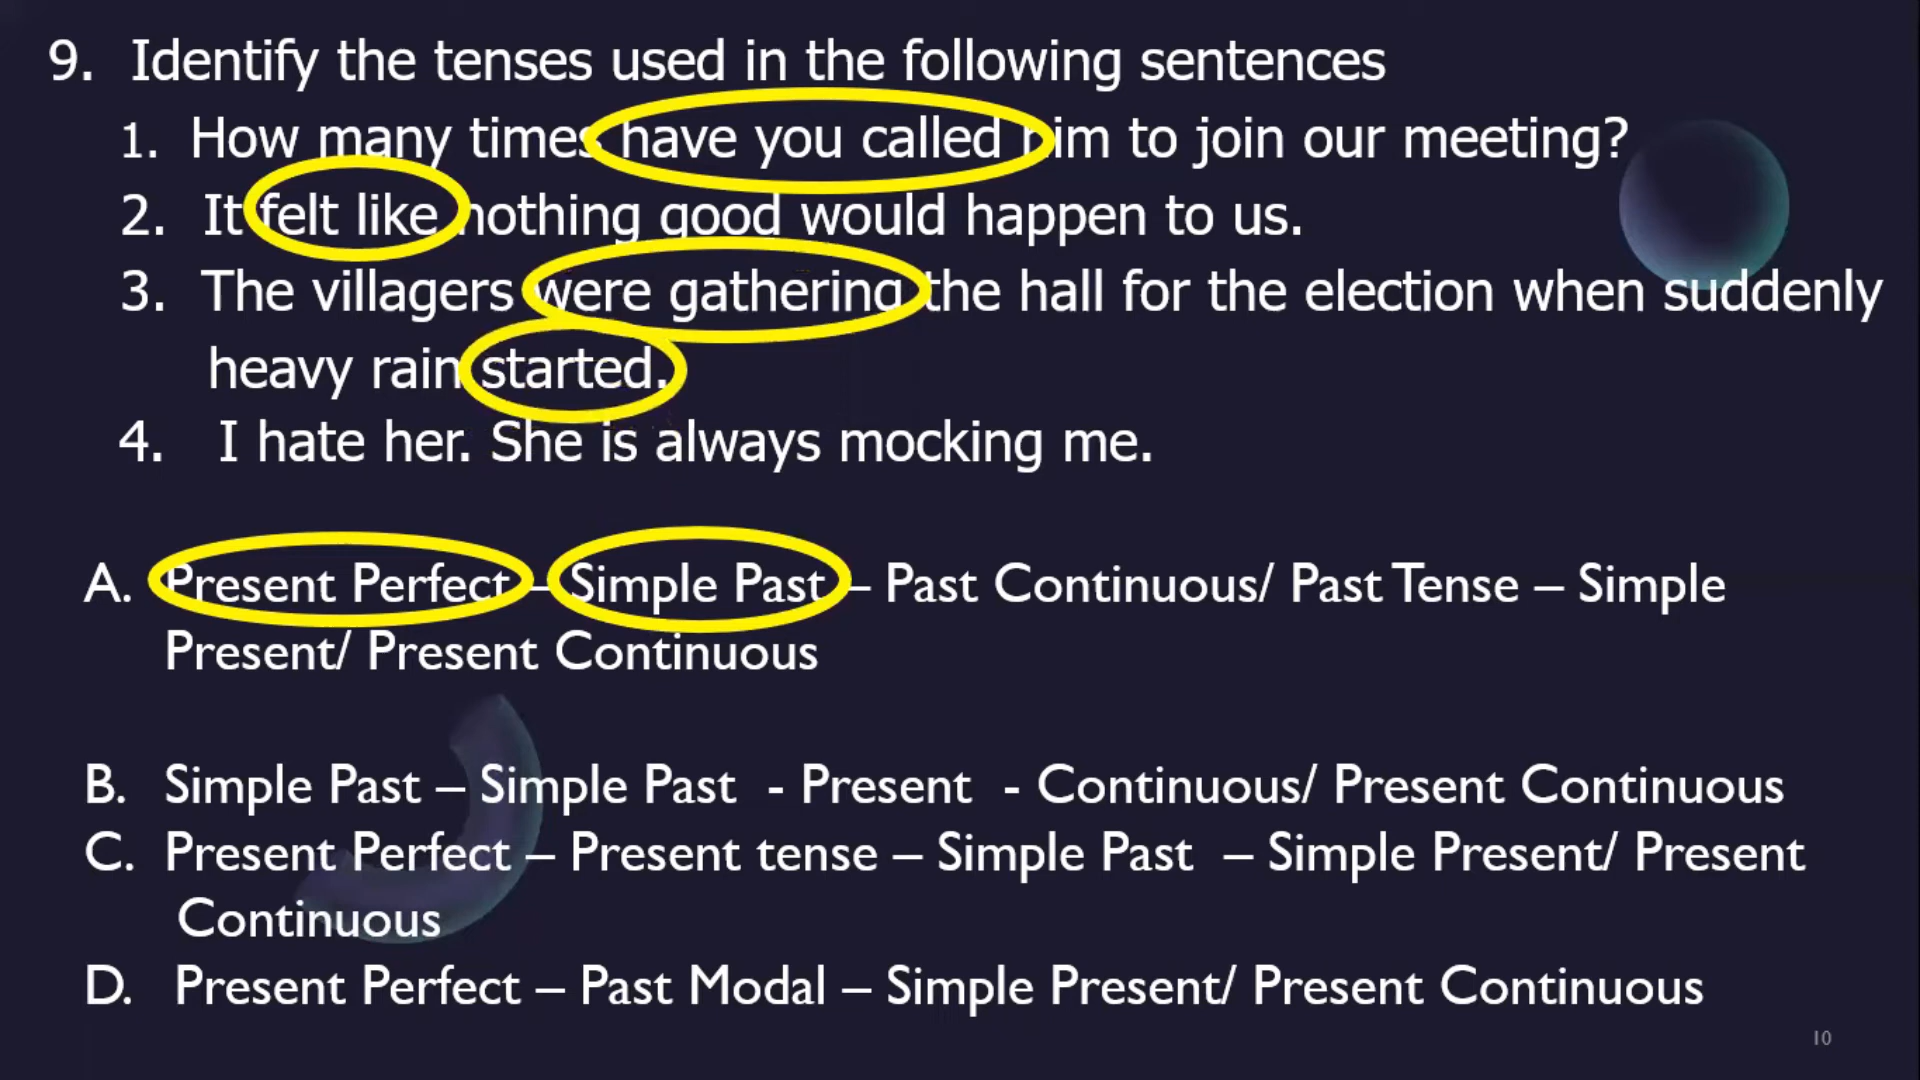 9. Identify the tenses used in the following sentences
1. How many times have you called him to join our meeting?
2. It felt like nothing good would happen to us.
3. The villagers were gathering the hall for the election when suddenly
heavy rain started.
4. I hate her. She is always mocking me.
A. Present Perfect – Simple Past – Past Continuous/ Past Tense – Simple
Present/ Present Continuous
B. Simple Past – Simple Past - Present - Continuous/ Present Continuous
C. Present Perfect – Present tense – Simple Past – Simple Present/ Present
Continuous
D. Present Perfect – Past Modal – Simple Present/ Present Continuous
10